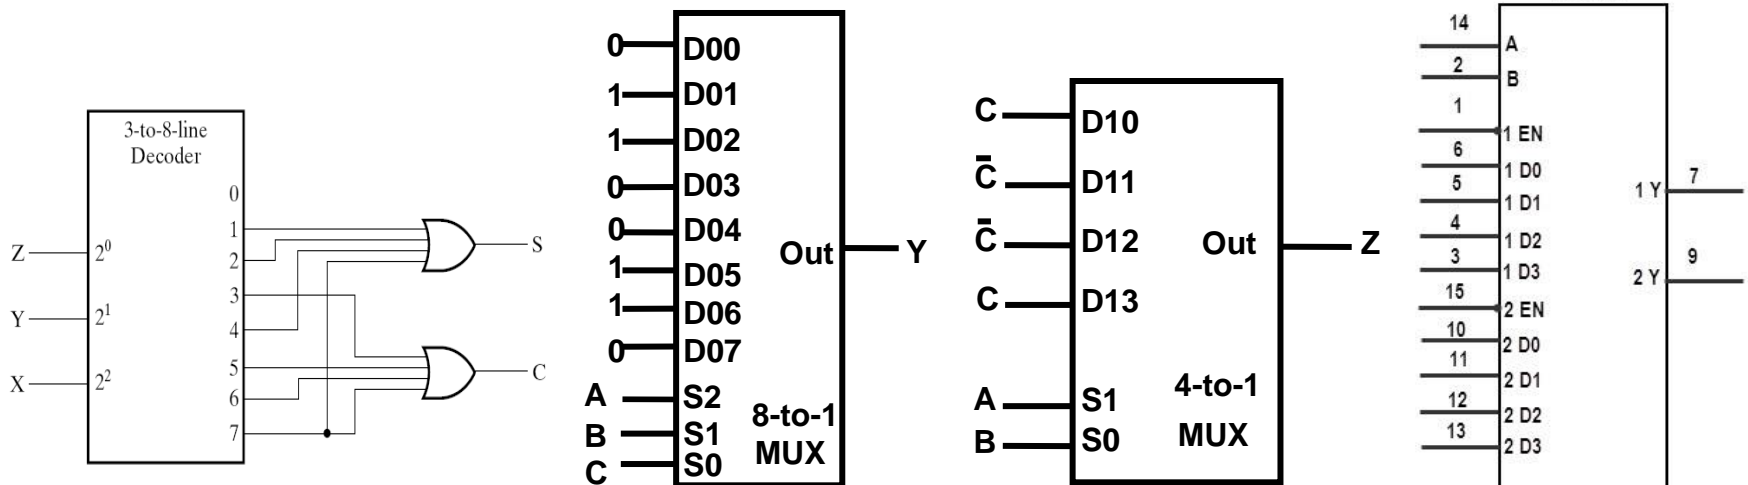 3-to-8-line
Decoder
0
1
2
3
4
5
6
7
Z
2⁰
Y
2¹
X
2²
S
C
0 D00
1 D01
1 D02
0 D03
0 D04
1 D05
1 D06
0 D07
A S2
B S1
C S0
Out Y
8-to-1
MUX
C D10
C̄ D11
C̄ D12
C D13
A S1
B S0
Out Z
4-to-1
MUX
14 A
2 B
1 1 EN
6 1 D0
5 1 D1
4 1 D2
3 1 D3
15 2 EN
10 2 D0
11 2 D1
12 2 D2
13 2 D3
1 Y 7
2 Y 9